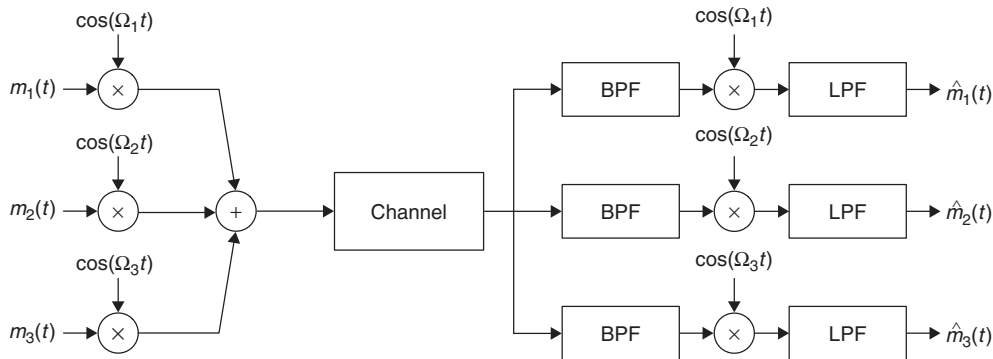 cos(Ω₁t) cos(Ω₁t)
m₁(t) × BPF × LPF m̂₁(t)
cos(Ω₂t) cos(Ω₂t)
m₂(t) × + Channel BPF × LPF m̂₂(t)
cos(Ω₃t) cos(Ω₃t)
m₃(t) × BPF × LPF m̂₃(t)